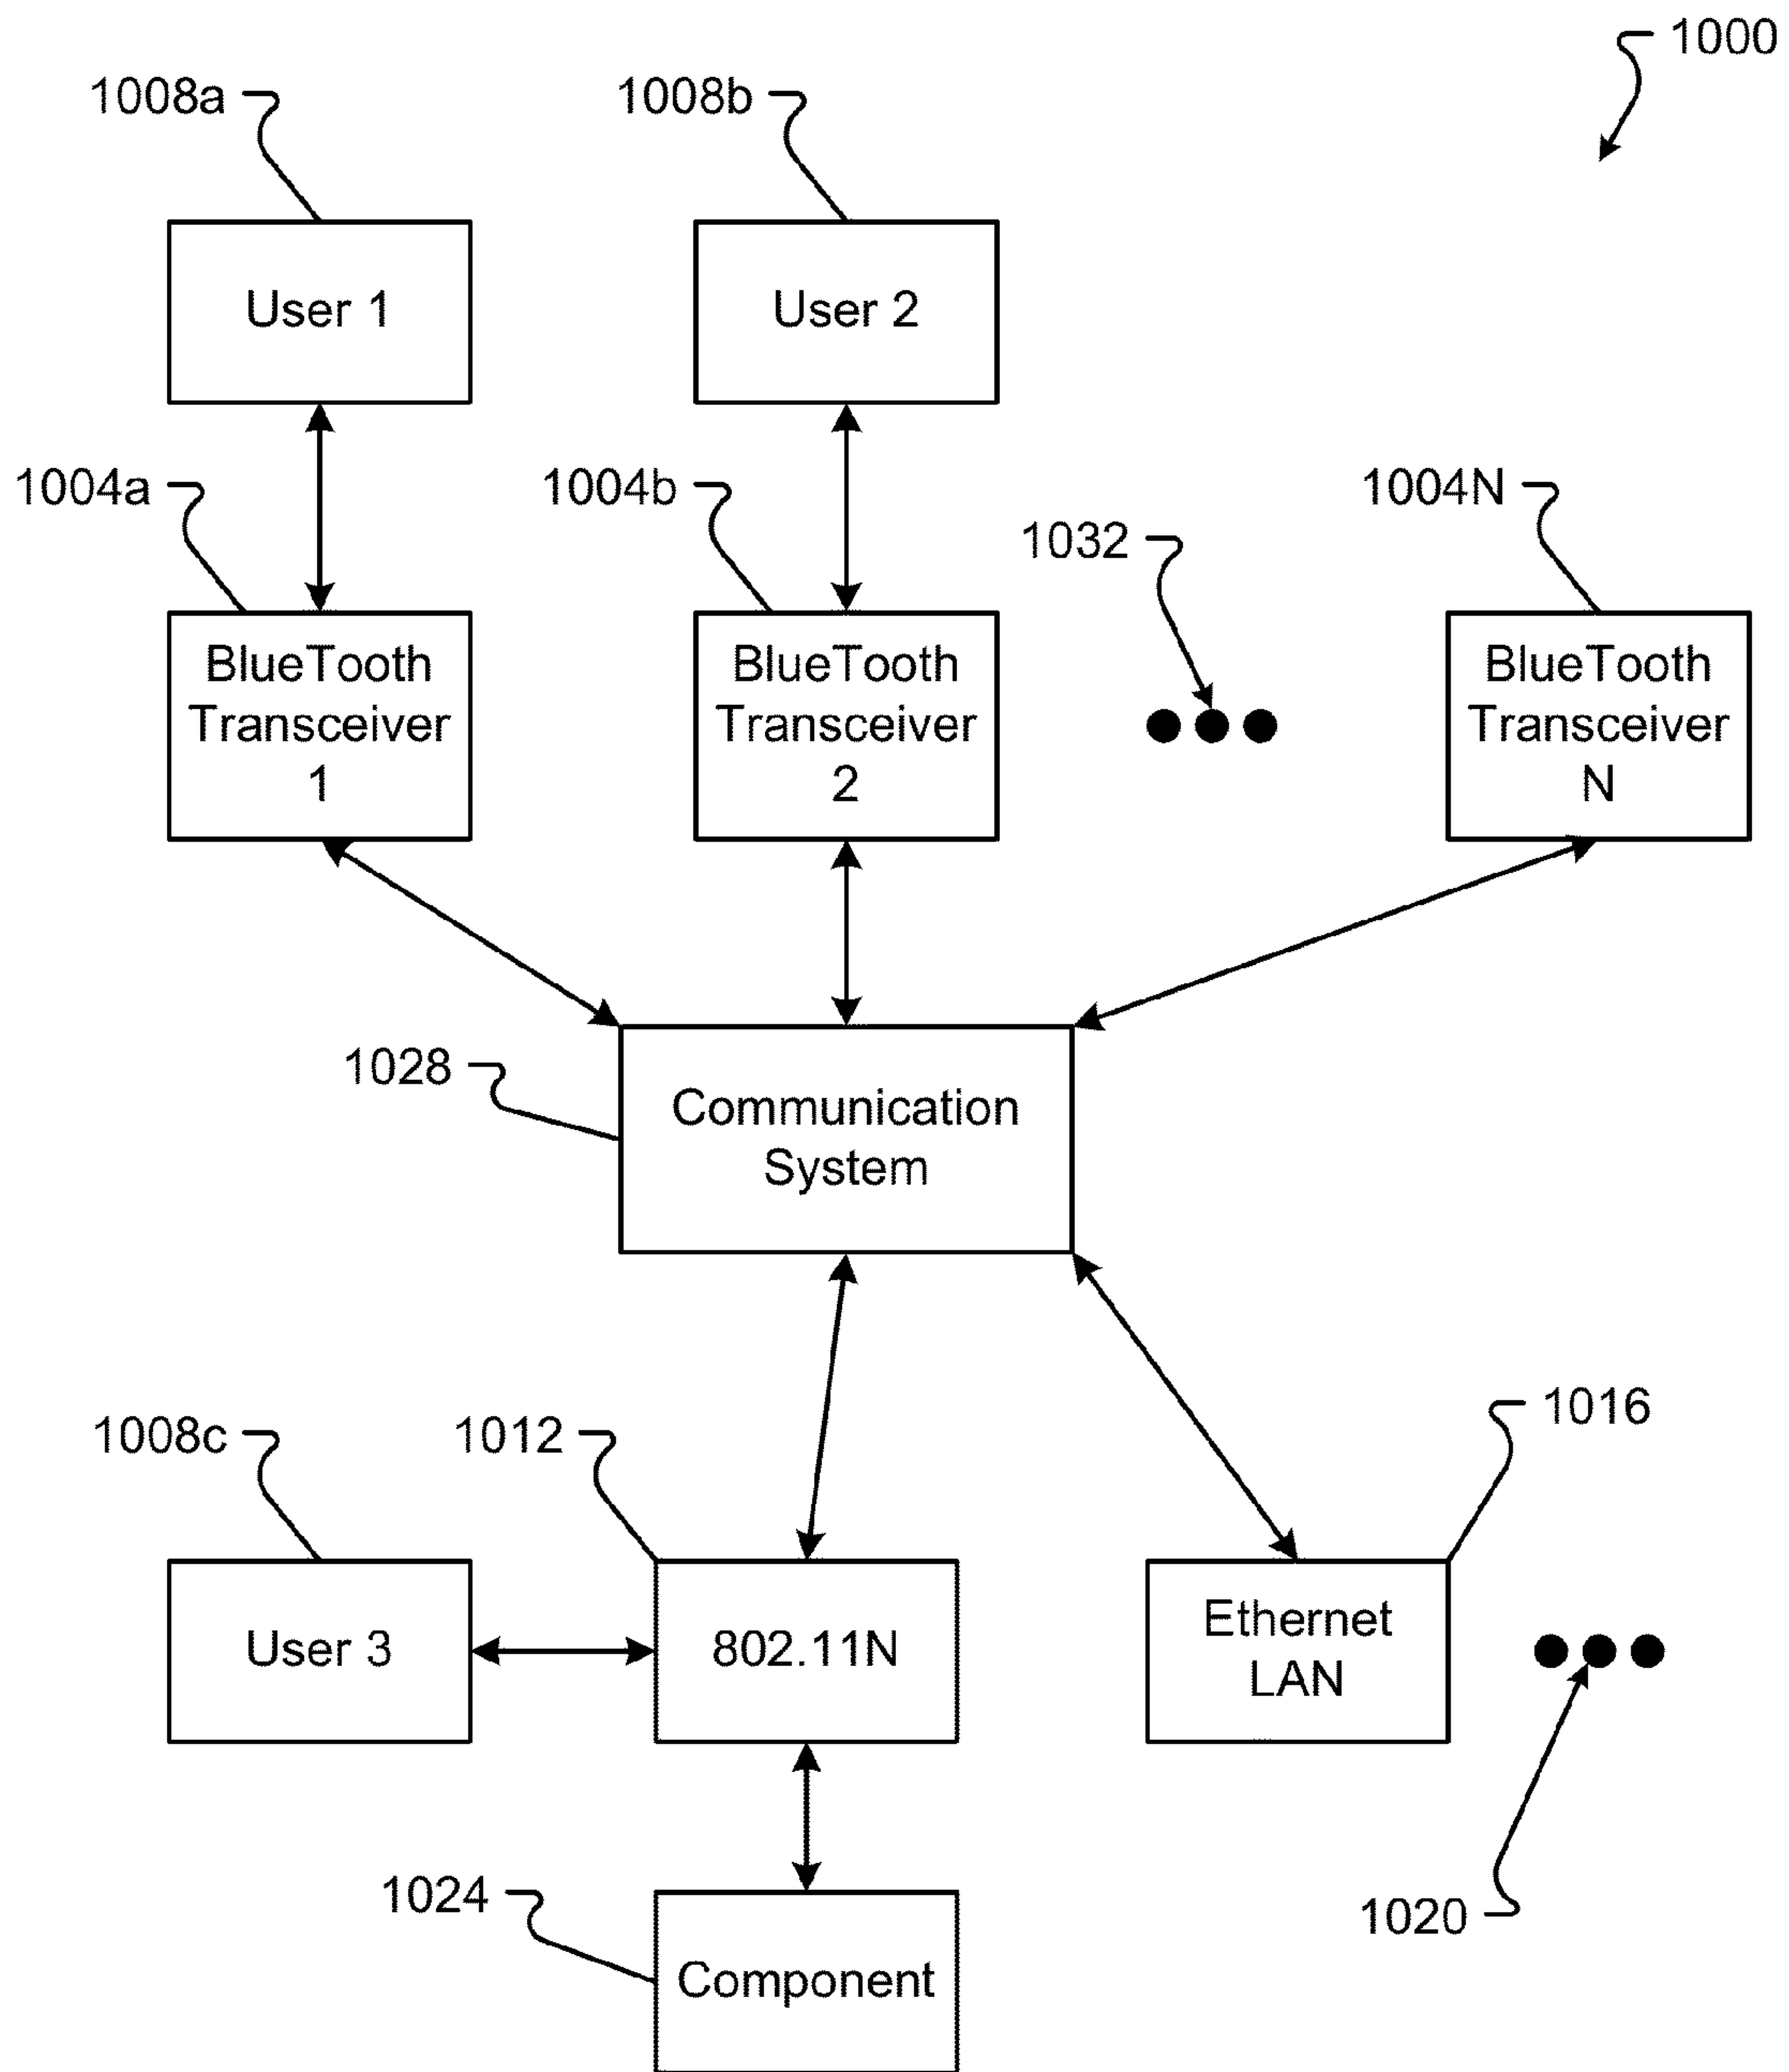 1000
1008a
1008b
User 1
User 2
1004a
1004b
1032
1004N
BlueTooth
Transceiver
1
BlueTooth
Transceiver
2
BlueTooth
Transceiver
N
1028
Communication
System
1008c
1012
1016
User 3
802.11N
Ethernet
LAN
1024
1020
Component